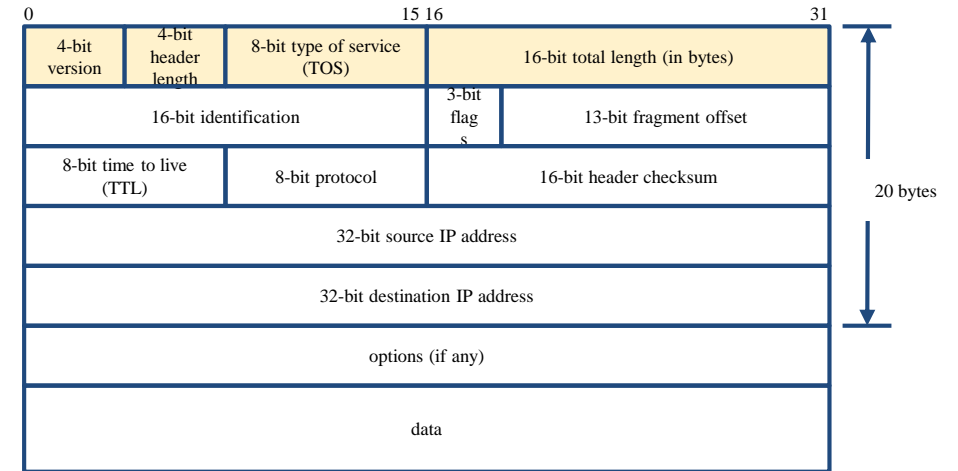 0 15 16 31
4-bit
version
4-bit
header
length
8-bit type of service
(TOS)
16-bit total length (in bytes)
16-bit identification
3-bit
flag
s
13-bit fragment offset
8-bit time to live
(TTL)
8-bit protocol
16-bit header checksum
20 bytes
32-bit source IP address
32-bit destination IP address
options (if any)
data